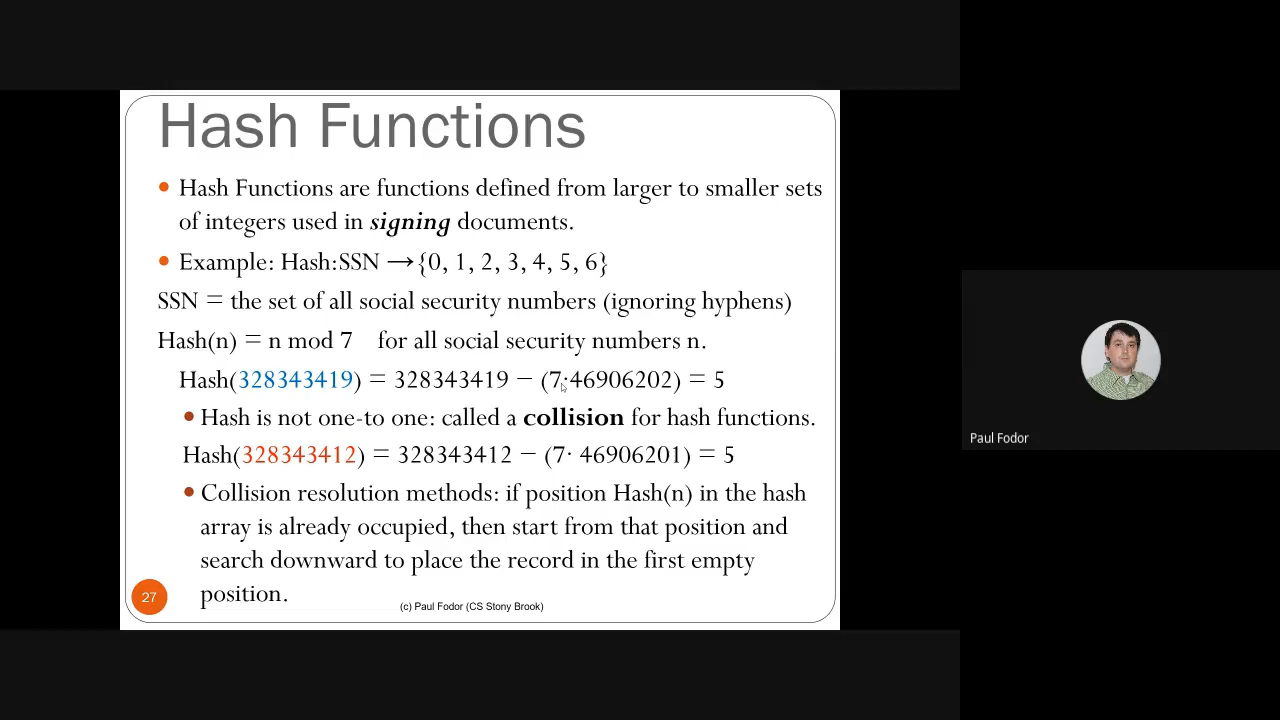 Hash Functions
• Hash Functions are functions defined from larger to smaller sets
of integers used in signing documents.
• Example: Hash:SSN →{0, 1, 2, 3, 4, 5, 6}
SSN = the set of all social security numbers (ignoring hyphens)
Hash(n) = n mod 7 for all social security numbers n.
Hash(328343419) = 328343419 − (7·46906202) = 5
• Hash is not one-to one: called a collision for hash functions.
Hash(328343412) = 328343412 − (7· 46906201) = 5
• Collision resolution methods: if position Hash(n) in the hash
array is already occupied, then start from that position and
search downward to place the record in the first empty
position.
27
(c) Paul Fodor (CS Stony Brook)
Paul Fodor